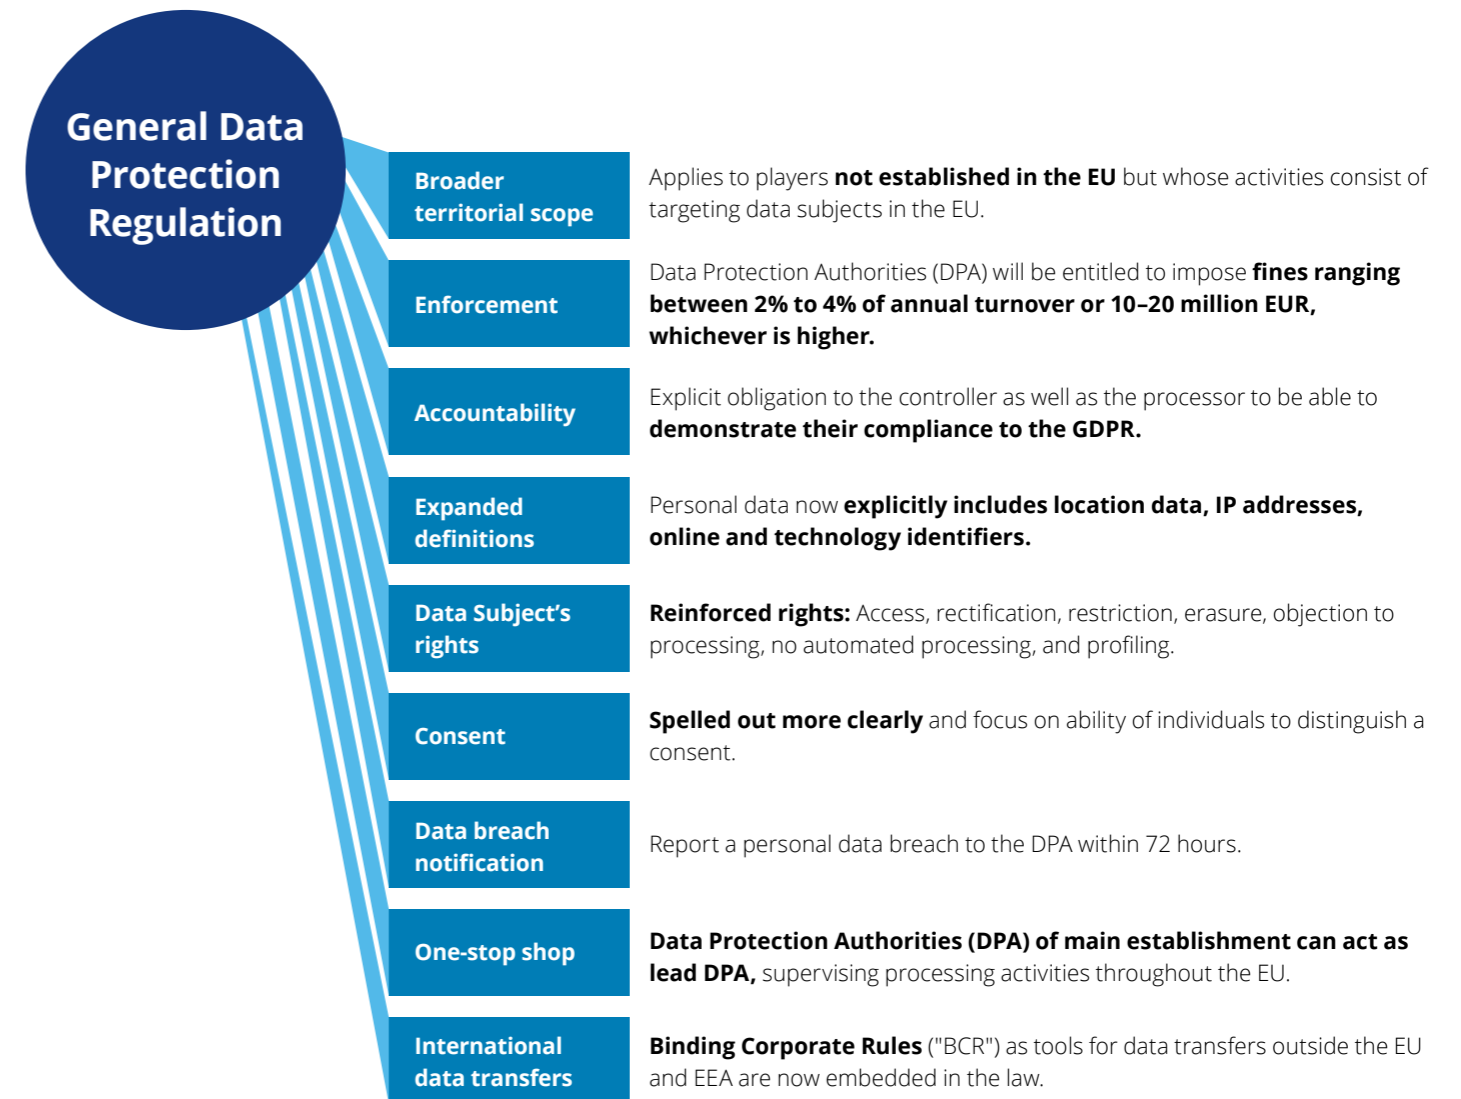 General Data
Protection
Regulation
Broader
territorial scope
Applies to players not established in the EU but whose activities consist of
targeting data subjects in the EU.
Enforcement
Data Protection Authorities (DPA) will be entitled to impose fines ranging
between 2% to 4% of annual turnover or 10–20 million EUR,
whichever is higher.
Accountability
Explicit obligation to the controller as well as the processor to be able to
demonstrate their compliance to the GDPR.
Expanded
definitions
Personal data now explicitly includes location data, IP addresses,
online and technology identifiers.
Data Subject’s
rights
Reinforced rights: Access, rectification, restriction, erasure, objection to
processing, no automated processing, and profiling.
Consent
Spelled out more clearly and focus on ability of individuals to distinguish a
consent.
Data breach
notification
Report a personal data breach to the DPA within 72 hours.
One-stop shop
Data Protection Authorities (DPA) of main establishment can act as
lead DPA, supervising processing activities throughout the EU.
International
data transfers
Binding Corporate Rules ("BCR") as tools for data transfers outside the EU
and EEA are now embedded in the law.